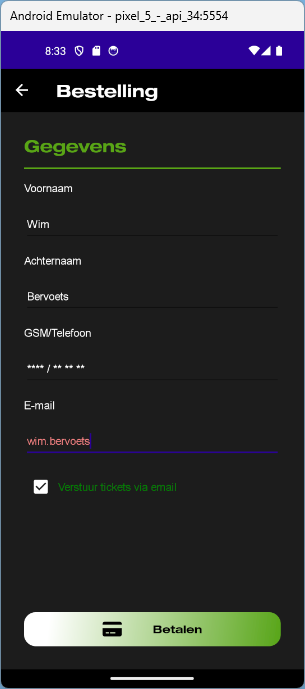 Android Emulator - pixel_5_-_api_34:5554
8:33
Bestelling
Gegevens
Voornaam
Wim
Achternaam
Bervoets
GSM/Telefoon
**** / ** ** **
E-mail
wim.bervoets
Verstuur tickets via email
Betalen